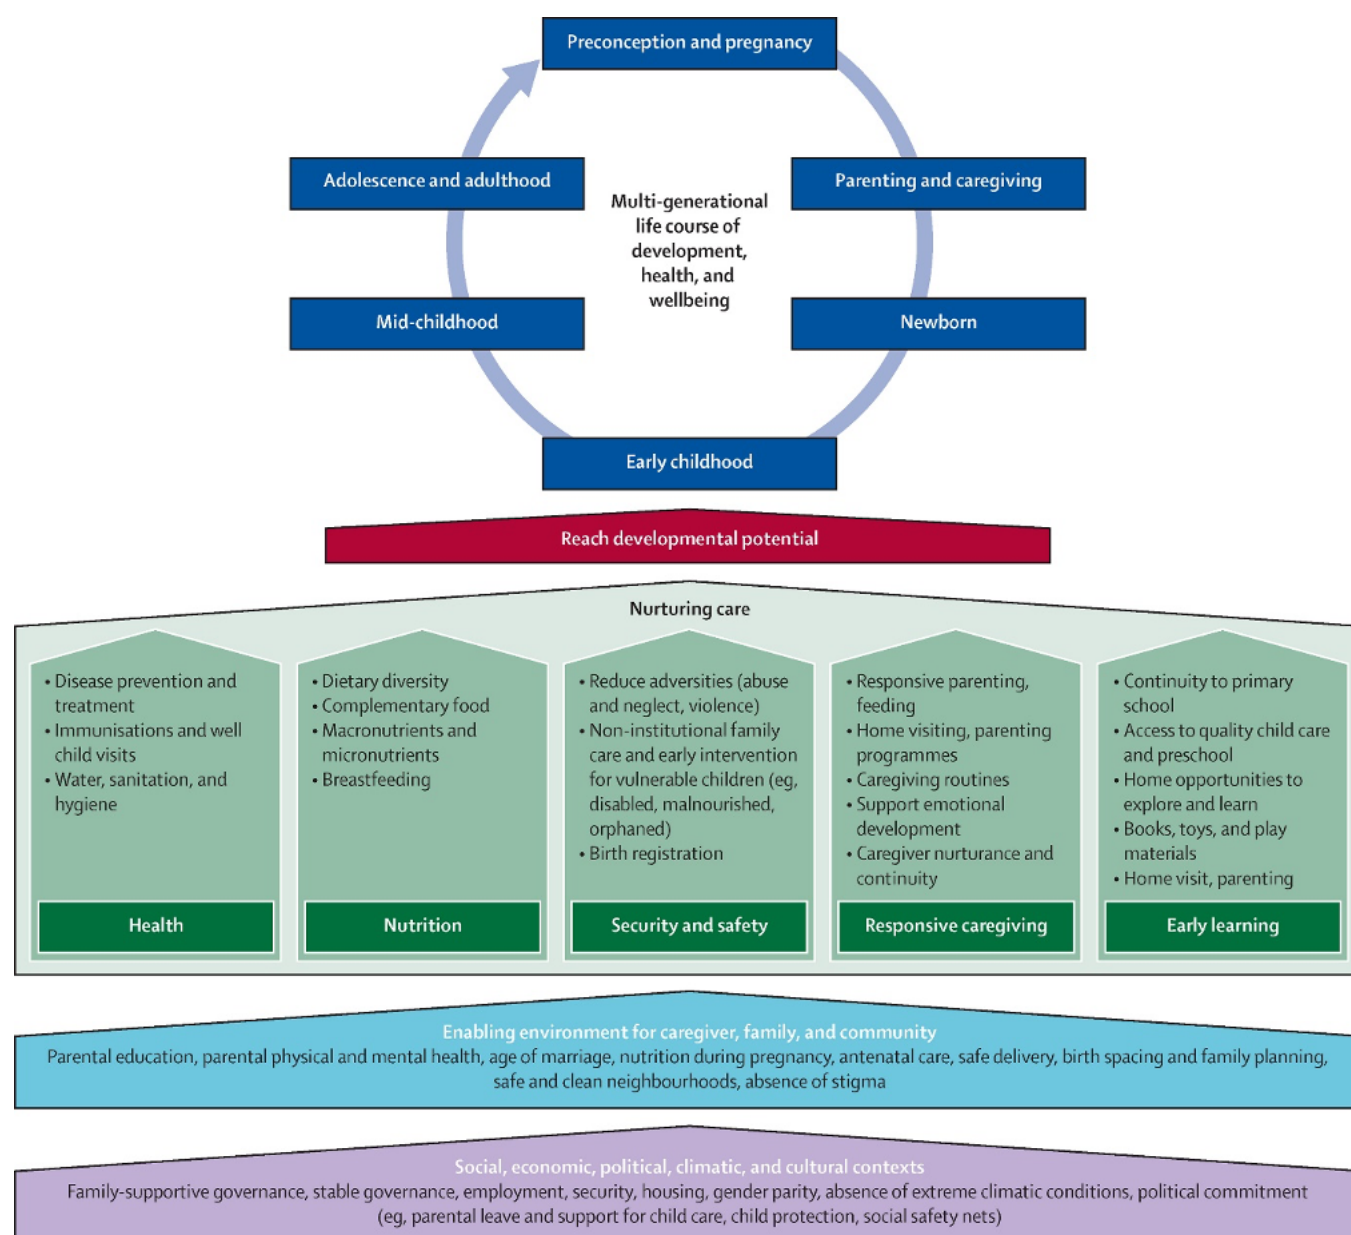 Preconception and pregnancy
Adolescence and adulthood
Parenting and caregiving
Multi-generational
life course of
development,
health, and
wellbeing
Mid-childhood
Newborn
Early childhood
Reach developmental potential
Nurturing care
• Disease prevention and
treatment
• Immunisations and well
child visits
• Water, sanitation, and
hygiene
Health
• Dietary diversity
• Complementary food
• Macronutrients and
micronutrients
• Breastfeeding
Nutrition
• Reduce adversities (abuse
and neglect, violence)
• Non-institutional family
care and early intervention
for vulnerable children (eg,
disabled, malnourished,
orphaned)
• Birth registration
Security and safety
• Responsive parenting,
feeding
• Home visiting, parenting
programmes
• Caregiving routines
• Support emotional
development
• Caregiver nurturance and
continuity
Responsive caregiving
• Continuity to primary
school
• Access to quality child care
and preschool
• Home opportunities to
explore and learn
• Books, toys, and play
materials
• Home visit, parenting
Early learning
Enabling environment for caregiver, family, and community
Parental education, parental physical and mental health, age of marriage, nutrition during pregnancy, antenatal care, safe delivery, birth spacing and family planning,
safe and clean neighbourhoods, absence of stigma
Social, economic, political, climatic, and cultural contexts
Family-supportive governance, stable governance, employment, security, housing, gender parity, absence of extreme climatic conditions, political commitment
(eg, parental leave and support for child care, child protection, social safety nets)